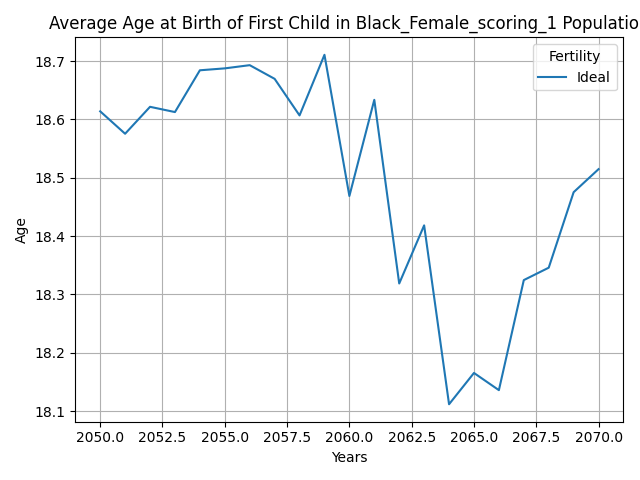 Average Age at Birth of First Child in Black_Female_scoring_1 Populatio
Fertility
Ideal
18.7
18.6
18.5
18.4
18.3
18.2
18.1
Age
2050.0 2052.5 2055.0 2057.5 2060.0 2062.5 2065.0 2067.5 2070.0
Years